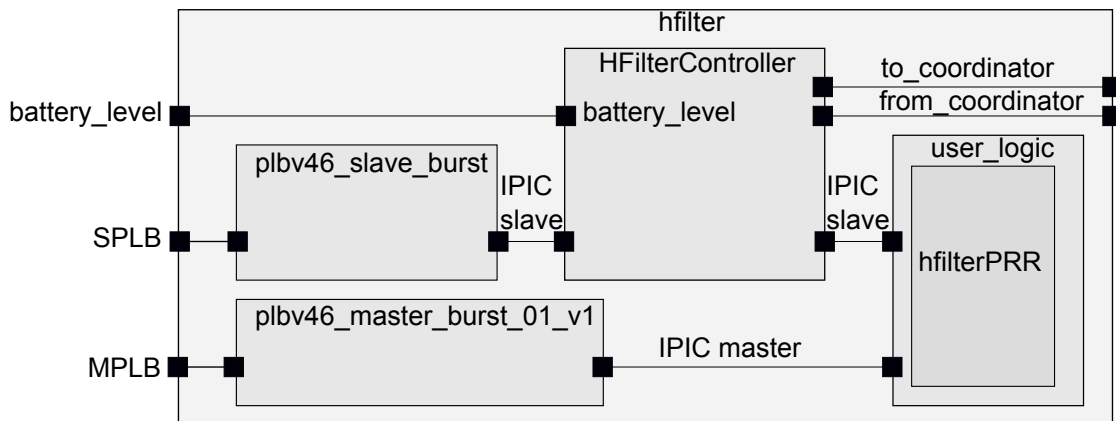 hfilter
HFilterController
to_coordinator
battery_level
battery_level
from_coordinator
user_logic
plbv46_slave_burst
IPIC
slave
IPIC
slave
SPLB
hfilterPRR
plbv46_master_burst_01_v1
IPIC master
MPLB